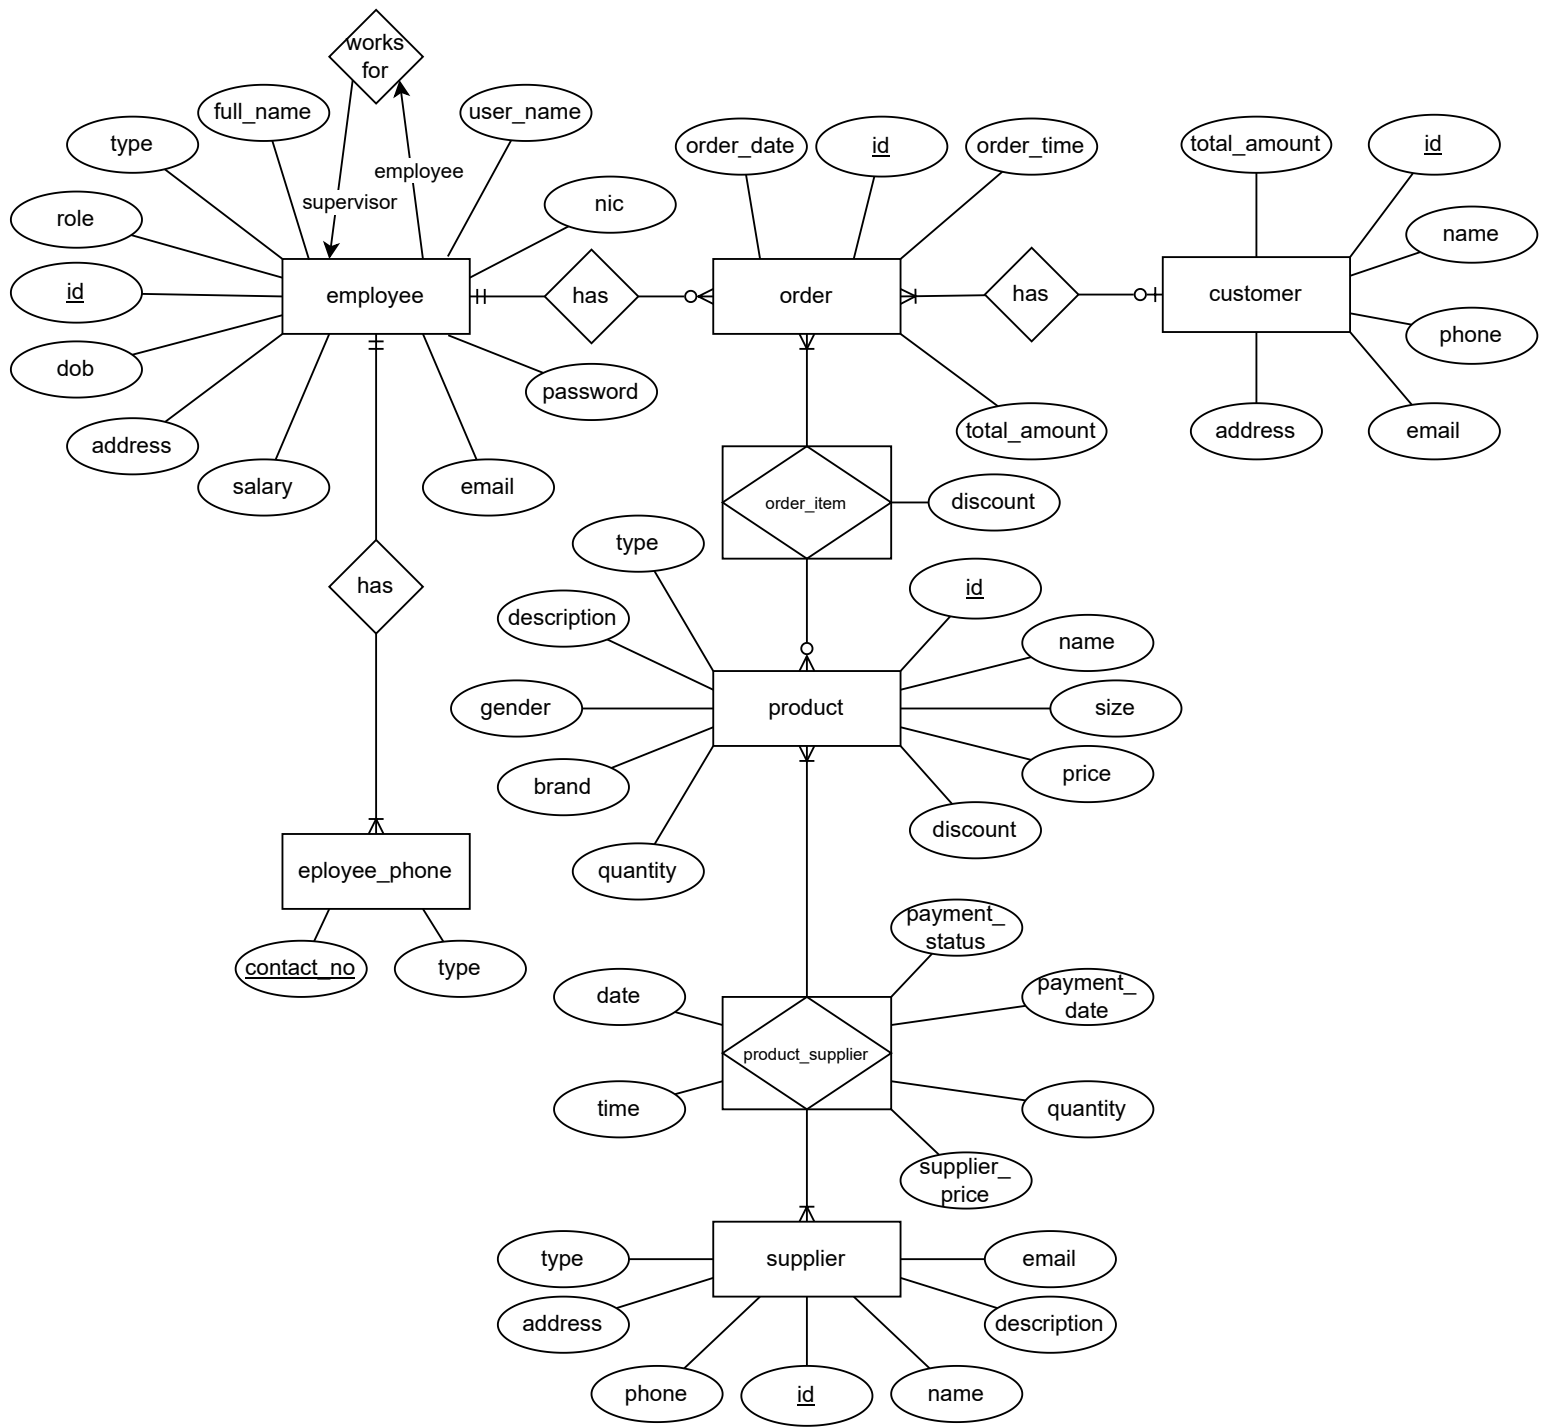 works
for
full_name
user_name
type
order_date
id
order_time
total_amount
id
employee
supervisor
role
nic
name
id
employee
has
order
has
customer
dob
phone
password
address
total_amount
address
email
salary
email
discount
order_item
type
has
id
description
name
gender
product
size
brand
price
discount
eployee_phone
quantity
payment_
status
contact_no
type
date
payment_
date
product_supplier
time
quantity
supplier_
price
type
supplier
email
address
description
phone
id
name